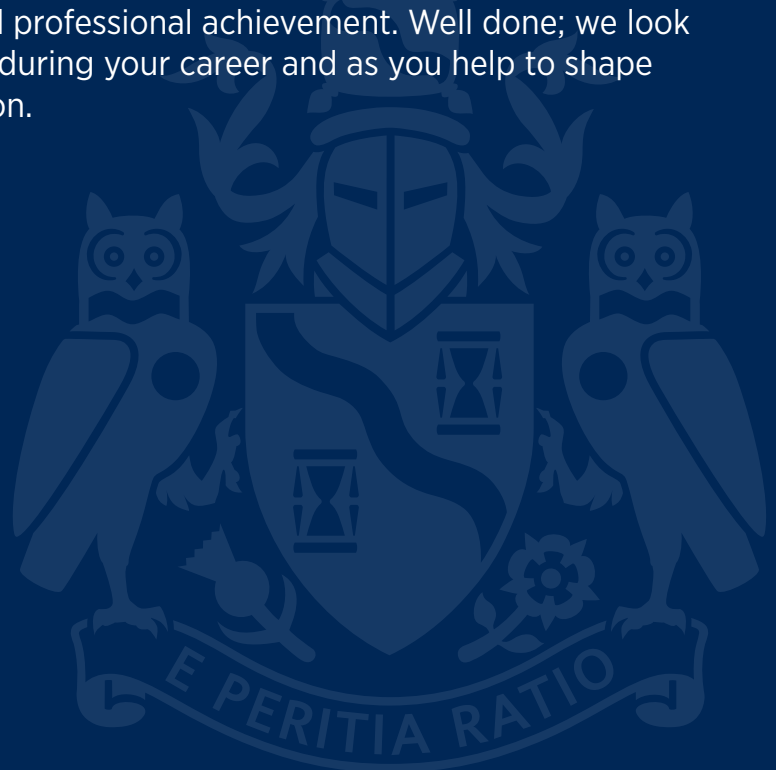 professional achievement. Well done; we look
during your career and as you help to shape
on.
E PERITIA RATIO